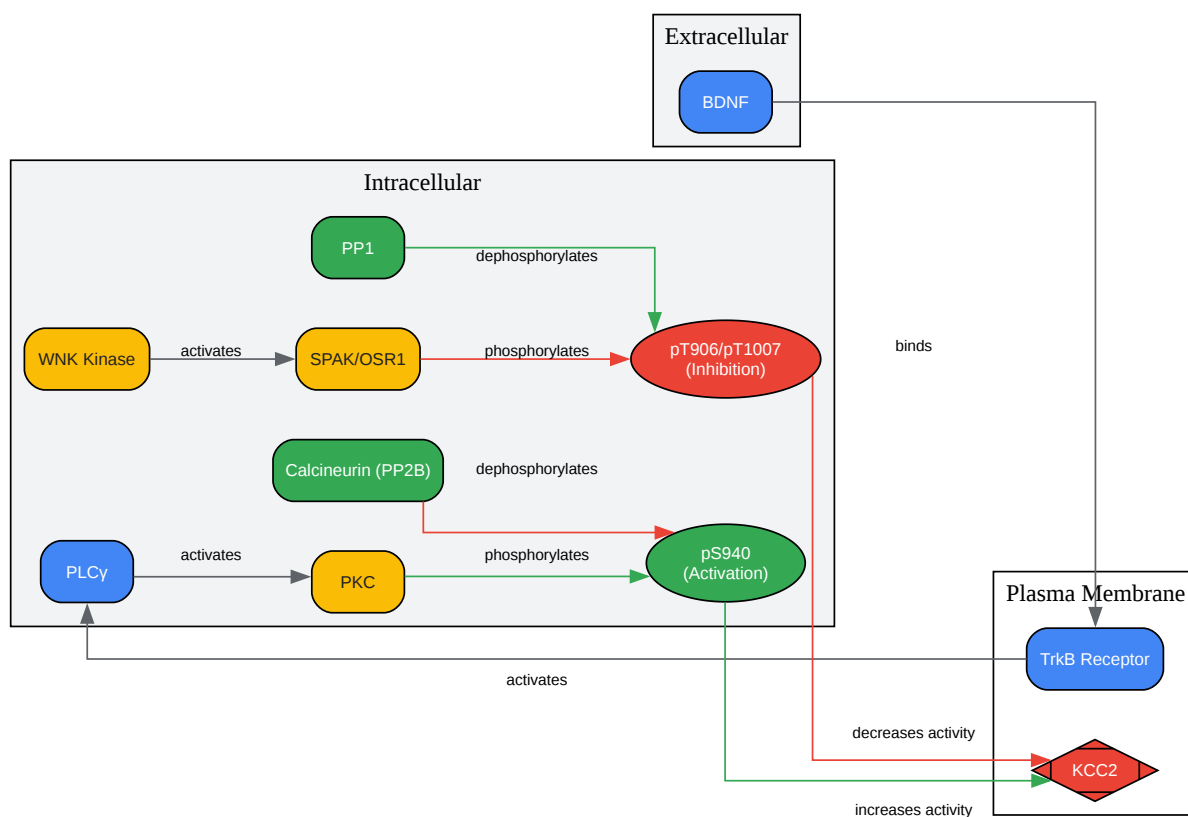 Extracellular
BDNF
Intracellular
PP1
dephosphorylates
WNK Kinase
activates
SPAK/OSR1
phosphorylates
pT906/pT1007
(Inhibition)
binds
Calcineurin (PP2B)
dephosphorylates
PLCγ
activates
PKC
phosphorylates
pS940
(Activation)
Plasma Membrane
TrkB Receptor
activates
decreases activity
KCC2
increases activity